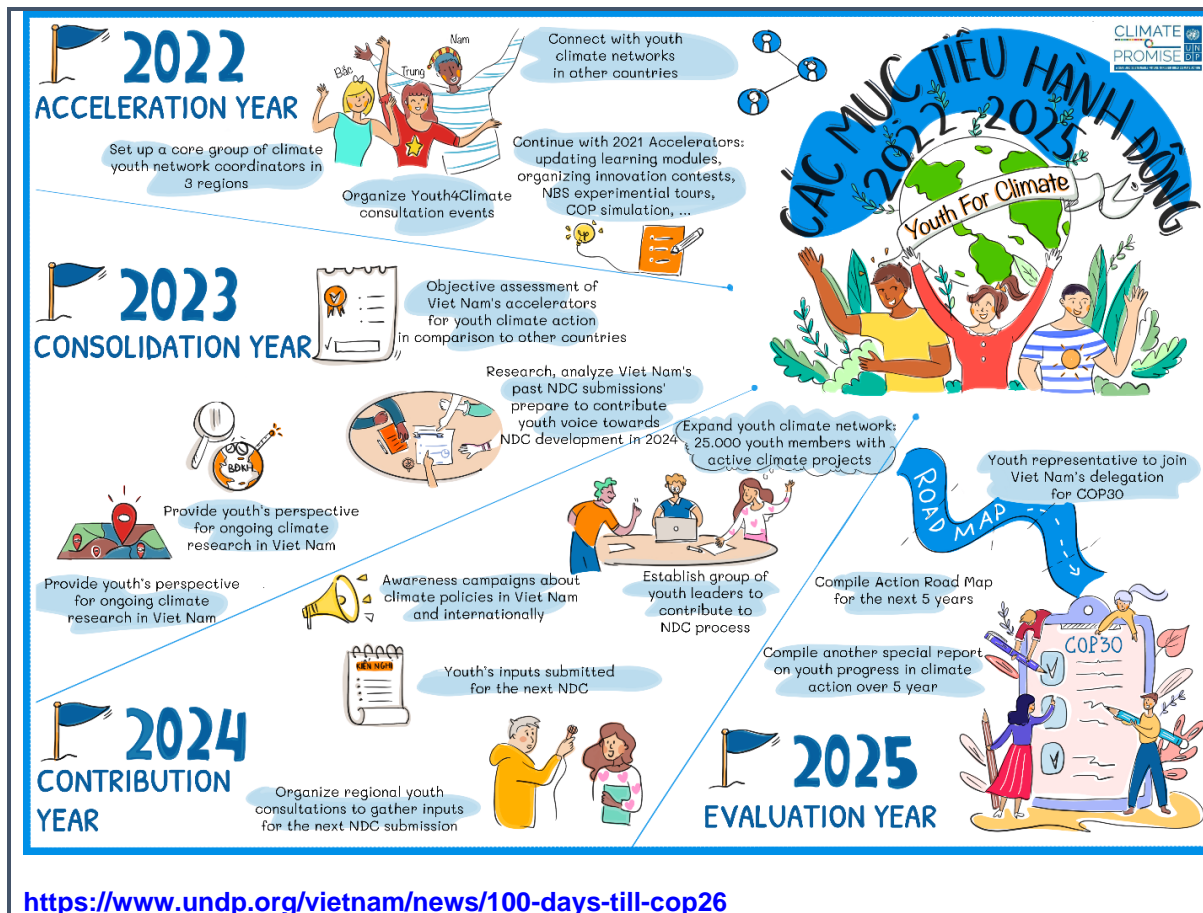 2022
ACCELERATION YEAR
Set up a core group of climate
youth network coordinators in
3 regions
Bắc
Trung
Nam
Organize Youth4Climate
consultation events
Connect with youth
climate networks
in other countries
Continue with 2021 Accelerators:
updating learning modules,
organizing innovation contests,
NBS experimential tours,
COP simulation, ...
CLIMATE
PROMISE
UN
DP
CÁC MỤC TIÊU HÀNH ĐỘNG
2022 - 2025
Youth For Climate
2023
CONSOLIDATION YEAR
Objective assessment of
Viet Nam's accelerators
for youth climate action
in comparison to other countries
Research, analyze Viet Nam's
past NDC submissions'
prepare to contribute
youth voice towards
NDC development in 2024
BĐKH
Provide youth's perspective
for ongoing climate
research in Viet Nam
Provide youth's perspective
for ongoing climate
research in Viet Nam
2024
CONTRIBUTION
YEAR
Expand youth climate network:
25.000 youth members with
active climate projects
Awareness campaigns about
climate policies in Viet Nam
and internationally
Establish group of
youth leaders to
contribute to
NDC process
KIẾN NGHỊ
Youth's inputs submitted
for the next NDC
Organize regional youth
consultations to gather inputs
for the next NDC submission
2025
EVALUATION YEAR
ROAD MAP
Youth representative to join
Viet Nam's delegation
for COP30
Compile Action Road Map
for the next 5 years
Compile another special report
on youth progress in climate
action over 5 year
COP30
https://www.undp.org/vietnam/news/100-days-till-cop26